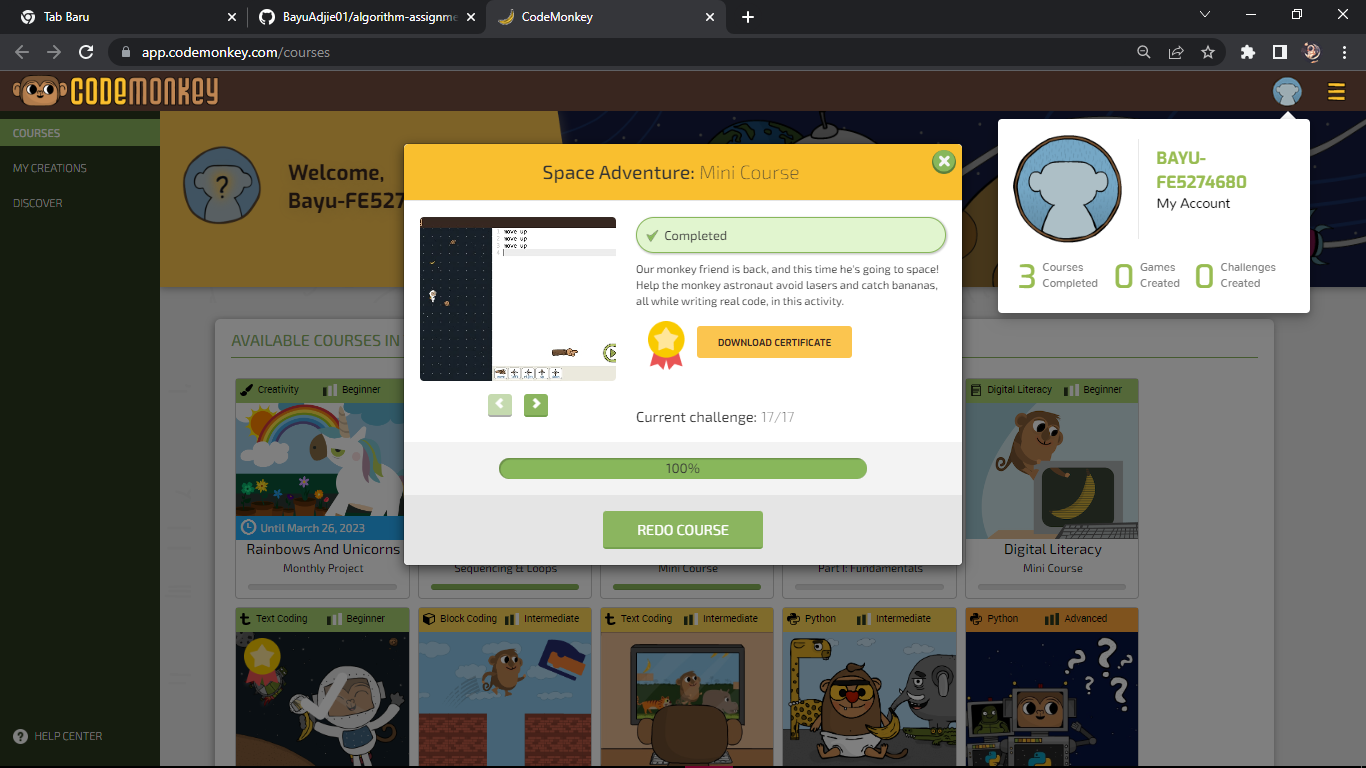 Tab Baru
BayuAdjie01/algorithm-assignme
CodeMonkey
app.codemonkey.com/courses
CODEMONKEY
COURSES
MY CREATIONS
DISCOVER
HELP CENTER
?
Welcome,
Bayu-FE527
BAYU-
FE5274680
My Account
3 Courses Completed
0 Games Created
0 Challenges Created
Space Adventure: Mini Course
1 move up
2 move up
3 move up
4
Completed
Our monkey friend is back, and this time he's going to space!
Help the monkey astronaut avoid lasers and catch bananas,
all while writing real code, in this activity.
DOWNLOAD CERTIFICATE
Current challenge: 17/17
100%
REDO COURSE
AVAILABLE COURSES IN
Creativity Beginner
Until March 26, 2023
Rainbows And Unicorns
Monthly Project
Sequencing & Loops
Mini Course
Part I: Fundamentals
Digital Literacy Beginner
Digital Literacy
Mini Course
Text Coding Beginner
Block Coding Intermediate
Text Coding Intermediate
Python Intermediate
Python Advanced
? ? ? ?